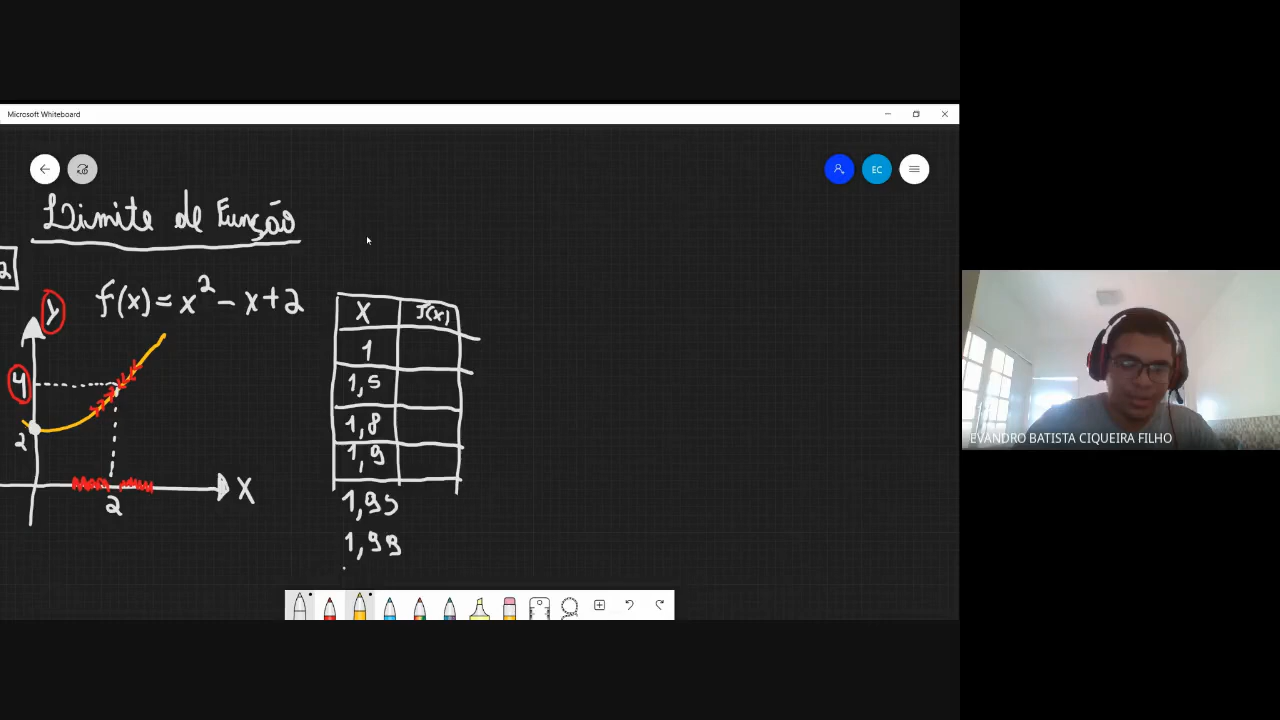 Microsoft Whiteboard
EC
Limite de Função
2
y
f(x) = x² - x + 2
4
2
2
X
X f(x)
1
1,5
1,8
1,9
1,95
1,99
EVANDRO BATISTA CIQUEIRA FILHO